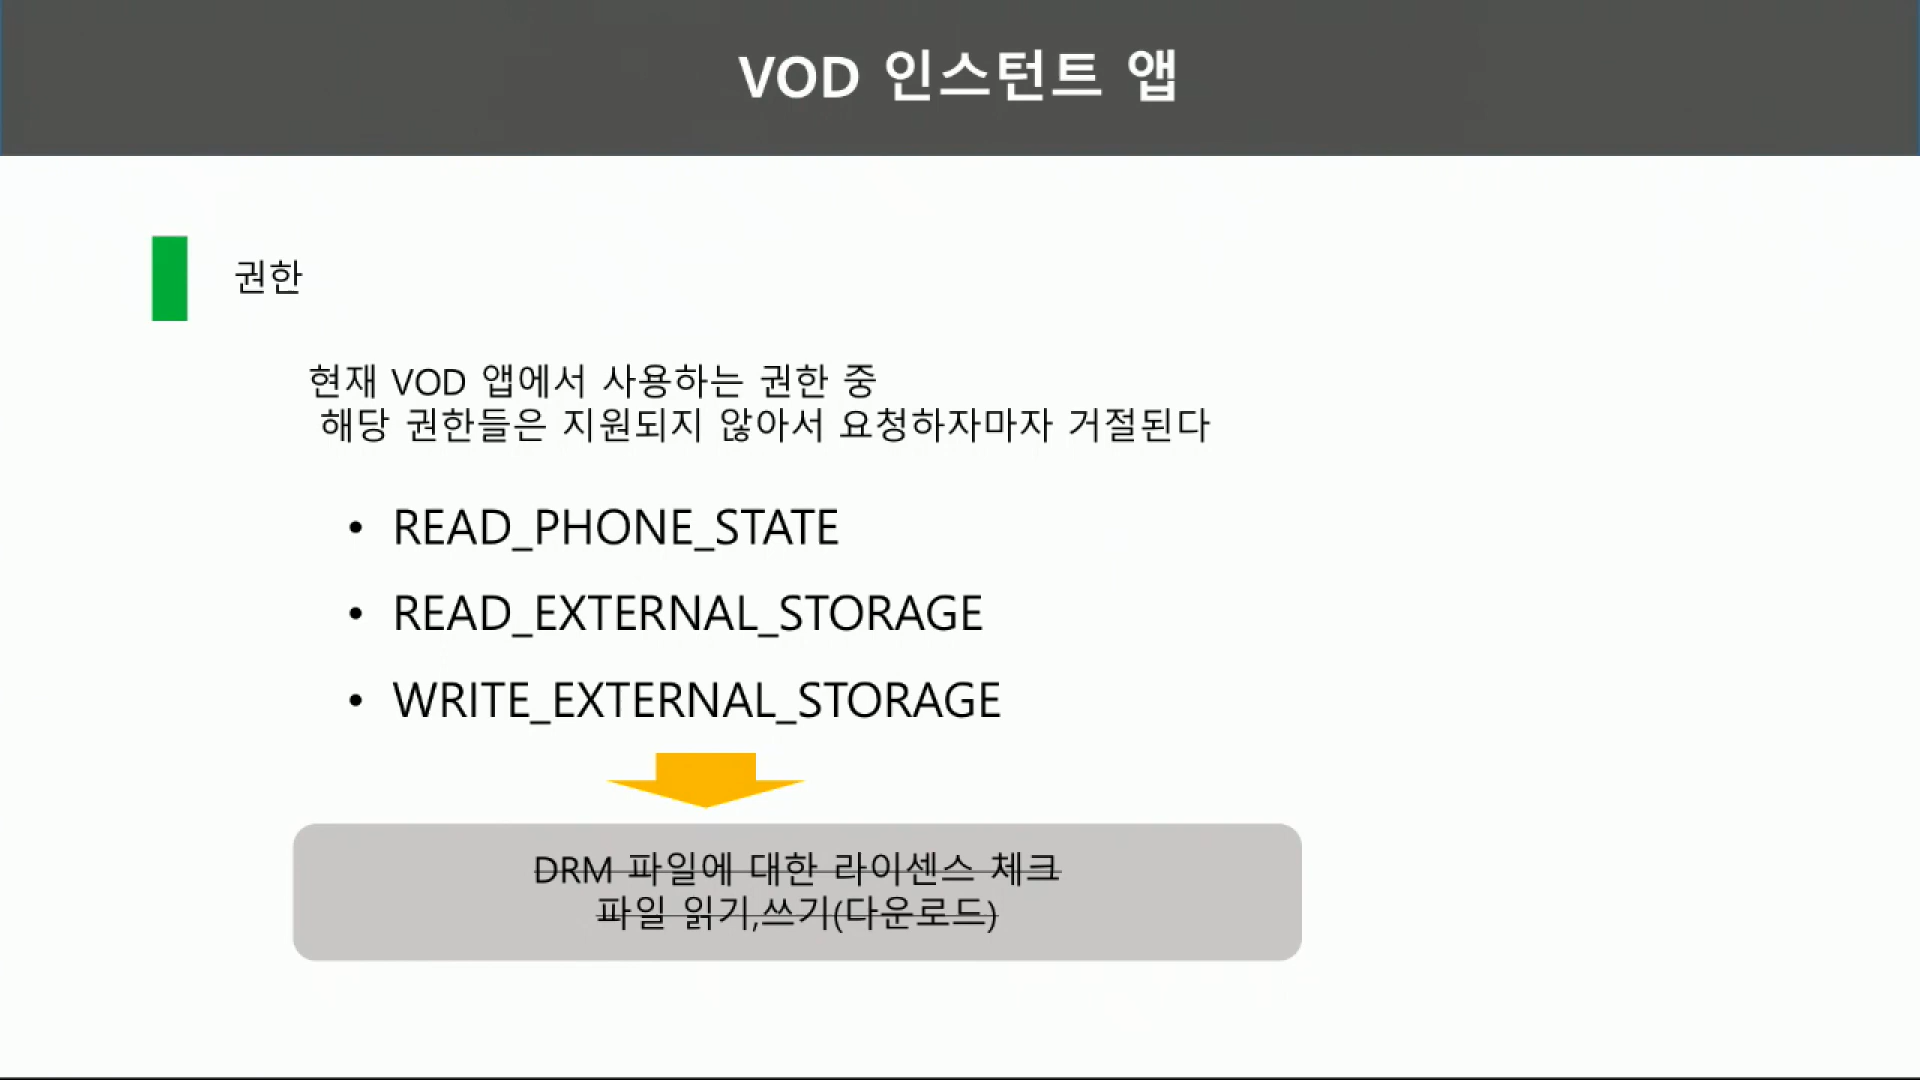 VOD 인스턴트 앱
권한
현재 VOD 앱에서 사용하는 권한 중
해당 권한들은 지원되지 않아서 요청하자마자 거절된다
• READ_PHONE_STATE
• READ_EXTERNAL_STORAGE
• WRITE_EXTERNAL_STORAGE
DRM 파일에 대한 라이센스 체크
파일 읽기,쓰기(다운로드)